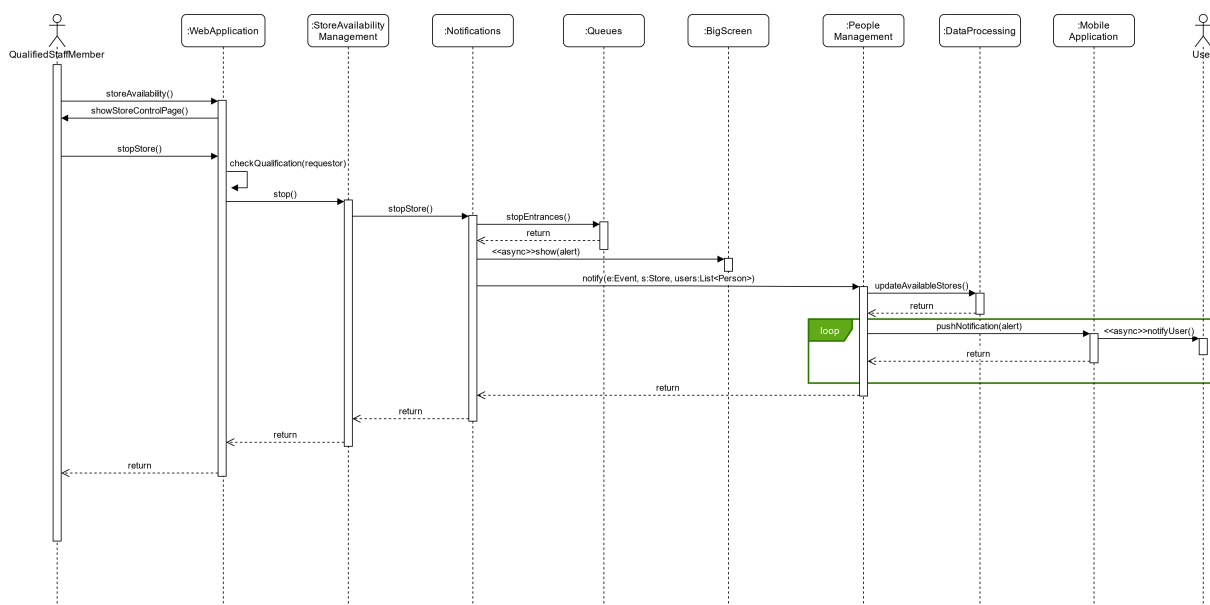 :WebApplication
:StoreAvailability
Management
:Notifications
:Queues
:BigScreen
:People
Management
:DataProcessing
:Mobile
Application
QualifiedStaffMember
storeAvailability()
showStoreControlPage()
stopStore()
checkQualification(requestor)
stop()
stopStore()
stopEntrances()
return
<<async>>show(alert)
notify(e:Event, s:Store, users:List<Person>)
updateAvailableStores()
return
loop
pushNotification(alert)
<<async>>notifyUser()
return
return
return
return
return